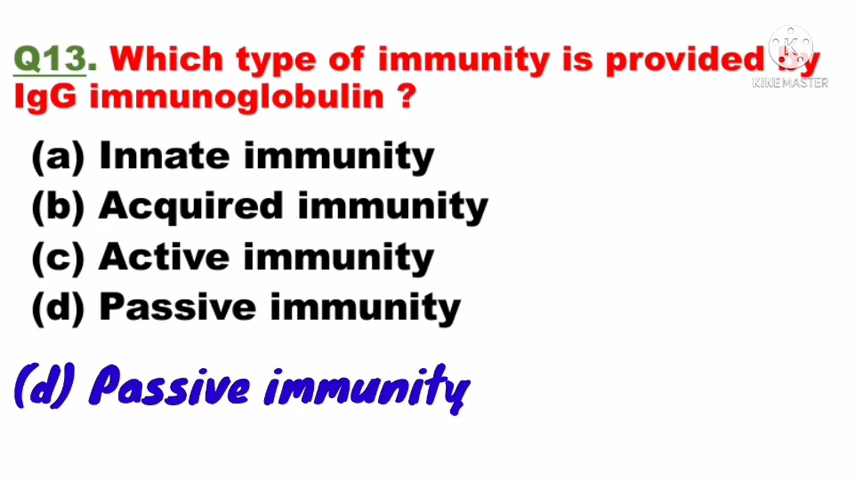 Q13. Which type of immunity is provided by
IgG immunoglobulin ?
KINEMASTER
(a) Innate immunity
(b) Acquired immunity
(c) Active immunity
(d) Passive immunity
(d) Passive immunity